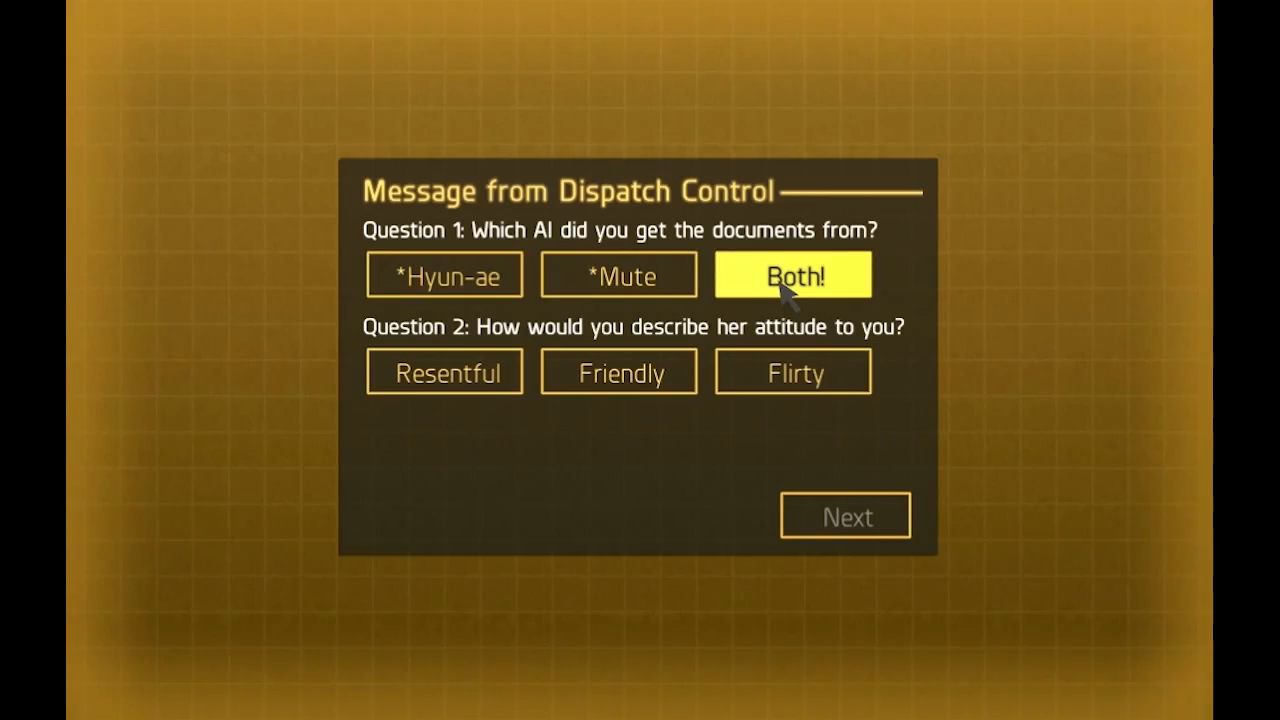 Message from Dispatch Control
Question 1: Which AI did you get the documents from?
*Hyun-ae *Mute Both!
Question 2: How would you describe her attitude to you?
Resentful Friendly Flirty
Next